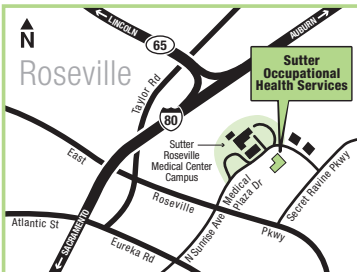 N
LINCOLN
65
AUBURN
Roseville
Taylor Rd
80
Sutter
Occupational
Health Services
Sutter
Roseville
Medical Center
Campus
East
Roseville
Pkwy
Medical
Plaza Dr
Secret Ravine Pkwy
N Sunrise Ave
Atlantic St
SACRAMENTO
Eureka Rd